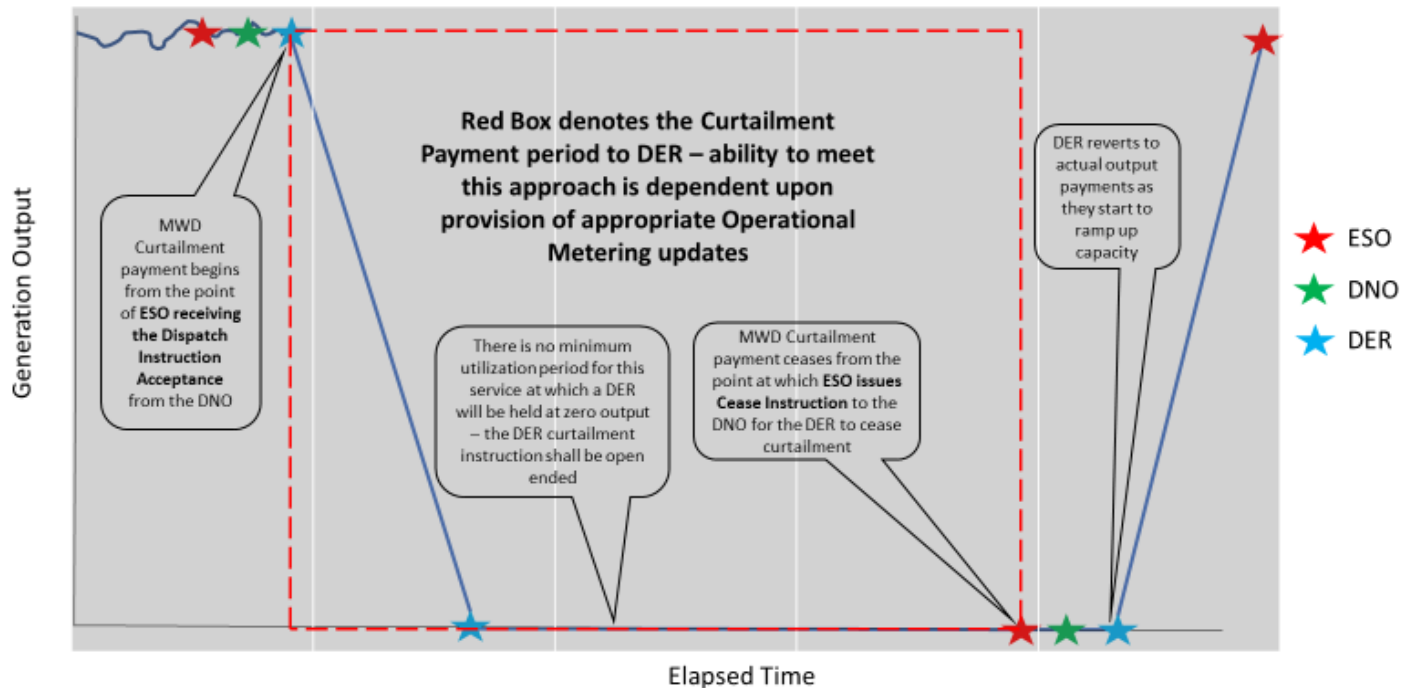 Red Box denotes the Curtailment
Payment period to DER – ability to meet
this approach is dependent upon
provision of appropriate Operational
Metering updates
MWD
Curtailment
payment begins
from the point
of ESO receiving
the Dispatch
Instruction
Acceptance
from the DNO
There is no minimum
utilization period for this
service at which a DER
will be held at zero output
– the DER curtailment
instruction shall be open
ended
MWD Curtailment
payment ceases from the
point at which ESO issues
Cease Instruction to the
DNO for the DER to cease
curtailment
DER reverts to
actual output
payments as
they start to
ramp up
capacity
ESO
DNO
DER
Generation Output
Elapsed Time